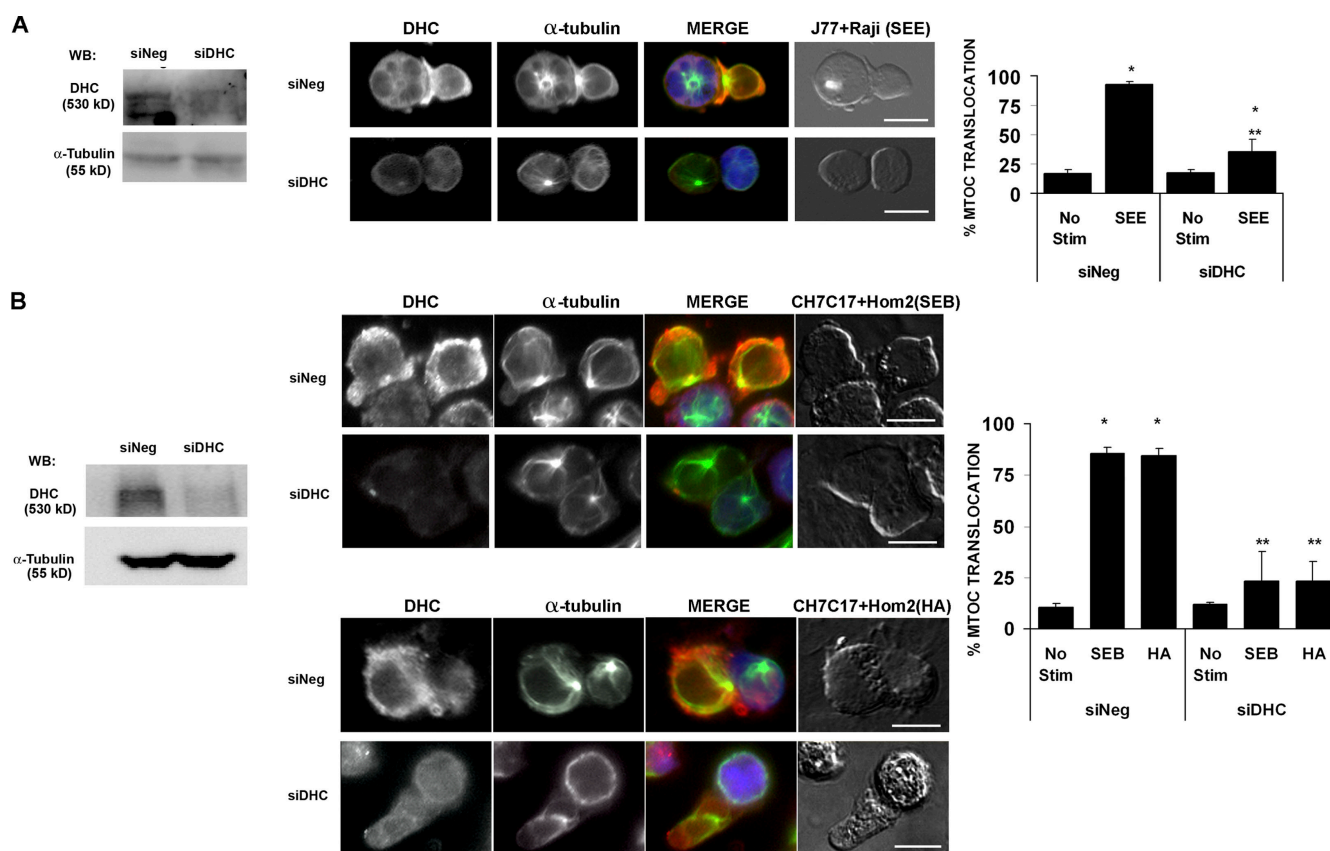 A
WB:
siNeg siDHC
DHC
(530 kD)
α-Tubulin
(55 kD)
DHC α-tubulin MERGE J77+Raji (SEE)
siNeg
siDHC
% MTOC TRANSLOCATION
100
75
50
25
0
*
*
**
No Stim SEE No Stim SEE
siNeg siDHC
B
WB:
siNeg siDHC
DHC
(530 kD)
α-Tubulin
(55 kD)
DHC α-tubulin MERGE CH7C17+Hom2(SEB)
siNeg
siDHC
DHC α-tubulin MERGE CH7C17+Hom2(HA)
siNeg
siDHC
% MTOC TRANSLOCATION
100
75
50
25
0
* *
** **
No Stim SEB HA No Stim SEB HA
siNeg siDHC